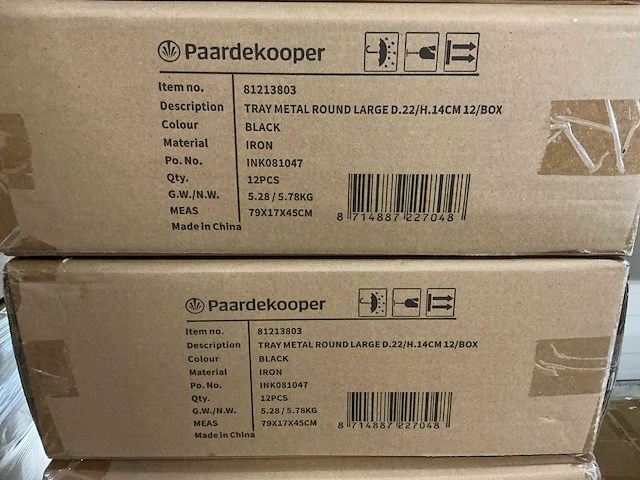 Paardekooper
Item no. 81213803
Description TRAY METAL ROUND LARGE D.22/H.14CM 12/BOX
Colour BLACK
Material IRON
Po. No. INK081047
Qty. 12PCS
G.W./N.W. 5.28 / 5.78KG
MEAS 79X17X45CM
Made in China
8 714887 227048
Paardekooper
Item no. 81213803
Description TRAY METAL ROUND LARGE D.22/H.14CM 12/BOX
Colour BLACK
Material IRON
Po. No. INK081047
Qty. 12PCS
G.W./N.W. 5.28 / 5.78KG
MEAS 79X17X45CM
Made in China
8 714887 227048